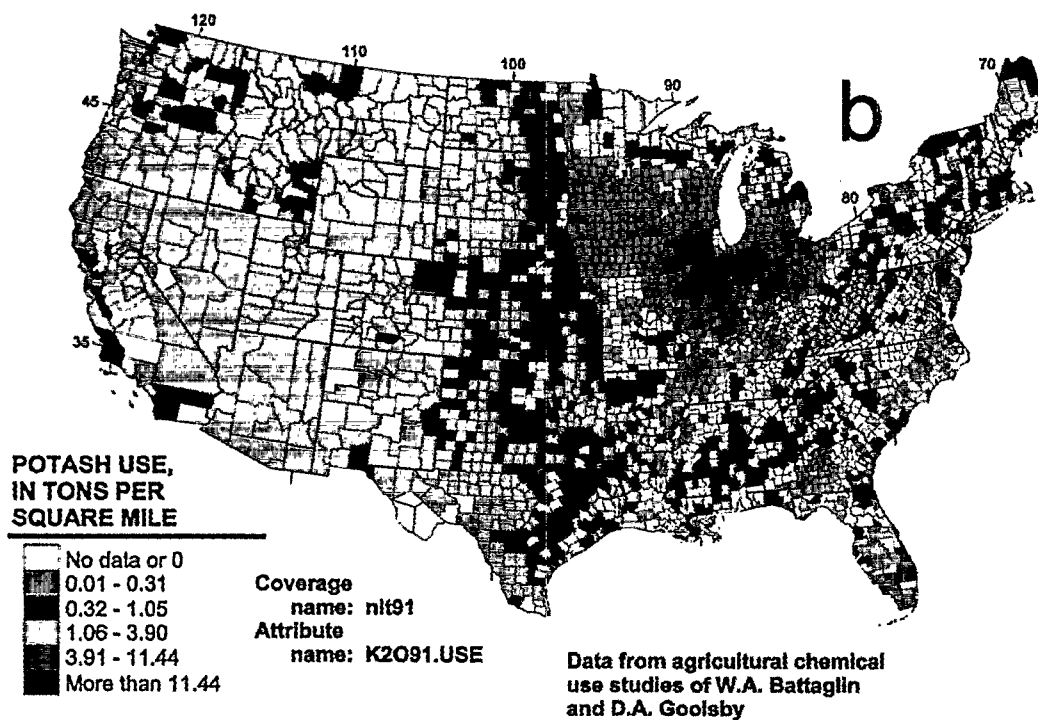 120
110
100
90
80
70
45
35
b
POTASH USE,
IN TONS PER
SQUARE MILE
No data or 0
0.01 - 0.31
0.32 - 1.05
1.06 - 3.90
3.91 - 11.44
More than 11.44
Coverage
name: nit91
Attribute
name: K2O91.USE
Data from agricultural chemical
use studies of W.A. Battaglin
and D.A. Goolsby